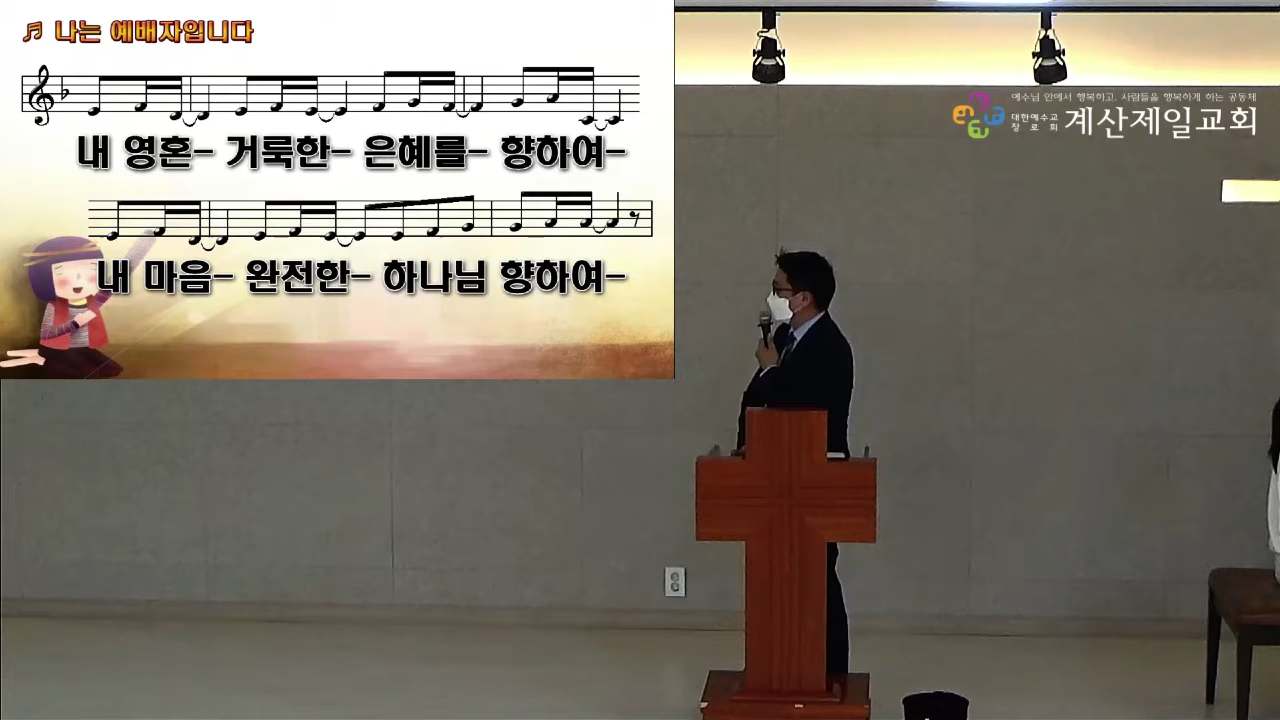 ♬ 나는 예배자입니다
내 영혼- 거룩한- 은혜를- 향하여-
내 마음- 완전한- 하나님 향하여-
예수님 안에서 행복하고, 사람들을 행복하게 하는 공동체
대한예수교
장로회
계산제일교회